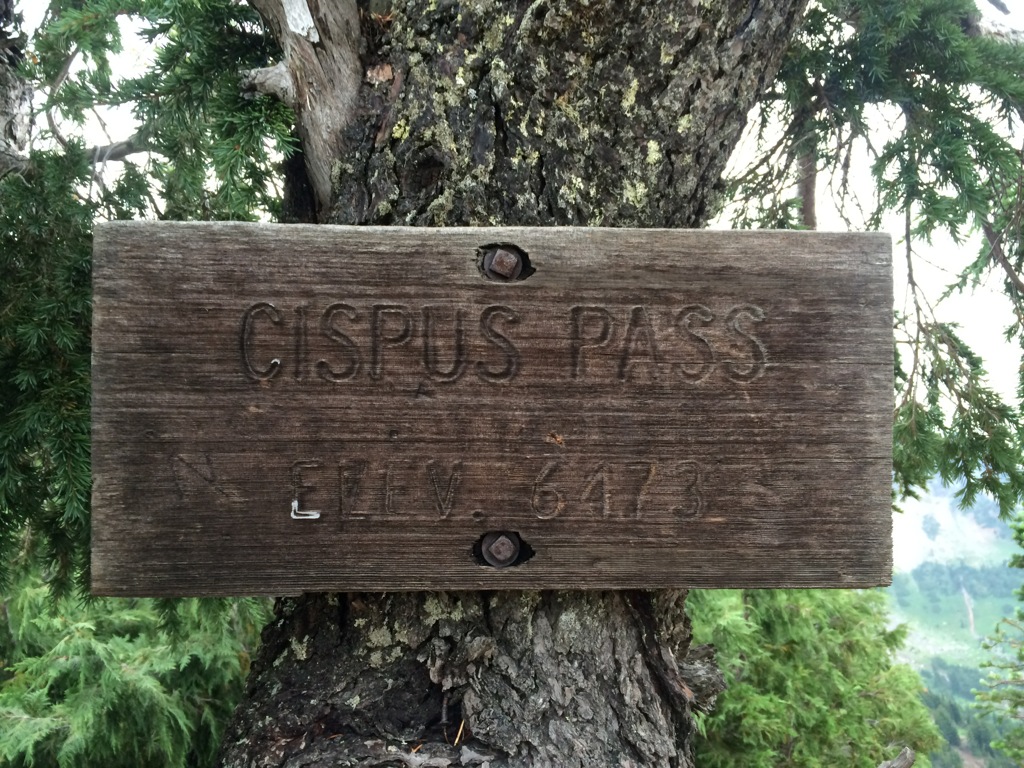 CISPUS PASS
ELEV. 6473